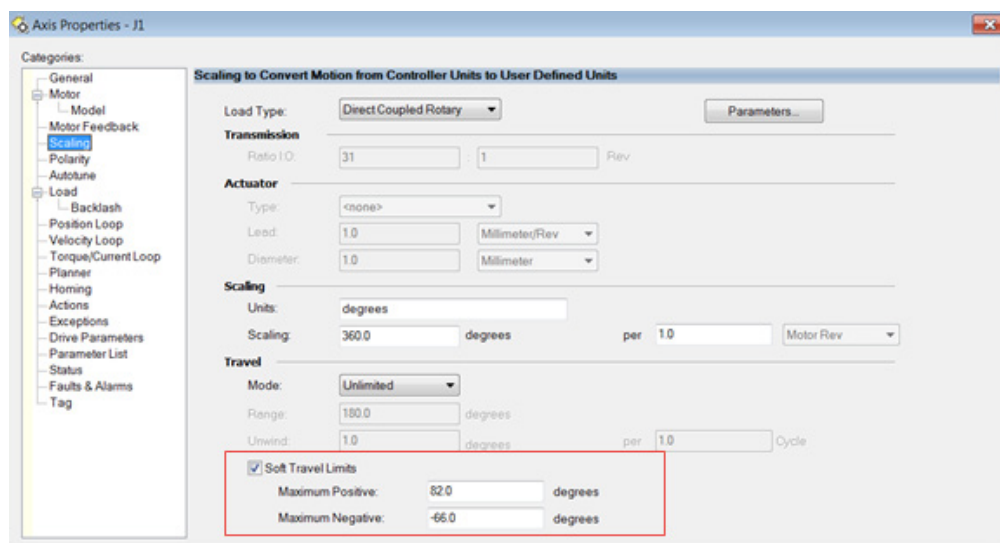 Axis Properties - J1
Categories:
General
Motor
Model
Motor Feedback
Scaling
Polarity
Autotune
Load
Backlash
Position Loop
Velocity Loop
Torque/Current Loop
Planner
Homing
Actions
Exceptions
Drive Parameters
Parameter List
Status
Faults & Alarms
Tag
Scaling to Convert Motion from Controller Units to User Defined Units
Load Type: Direct Coupled Rotary Parameters...
Transmission
Ratio I:O: 31 : 1 Rev
Actuator
Type: <none>
Lead: 1.0 Millimeter/Rev
Diameter: 1.0 Millimeter
Scaling
Units: degrees
Scaling: 360.0 degrees per 1.0 Motor Rev
Travel
Mode: Unlimited
Range: 180.0 degrees
Unwind: 1.0 degrees per 1.0 Cycle
Soft Travel Limits
Maximum Positive: 82.0 degrees
Maximum Negative: -66.0 degrees